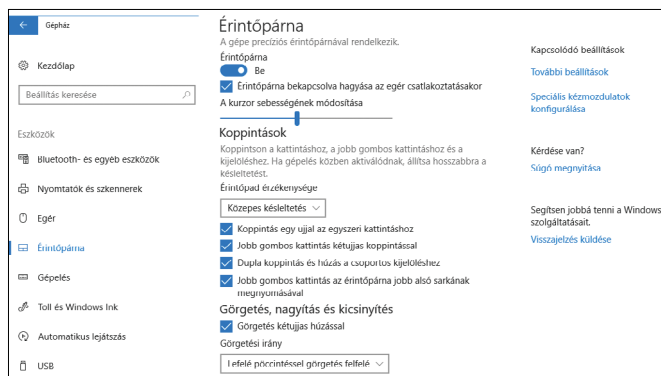 Gépház
Kezdőlap
Beállítás keresése
Eszközök
Bluetooth- és egyéb eszközök
Nyomtatók és szkennerek
Egér
Érintőpárna
Gépelés
Toll és Windows Ink
Automatikus lejátszás
USB
Érintőpárna
A gépe precíziós érintőpárnával rendelkezik.
Érintőpárna
Be
Érintőpárna bekapcsolva hagyása az egér csatlakoztatásakor
A kurzor sebességének módosítása
Koppintások
Koppintson a kattintáshoz, a jobb gombos kattintáshoz és a
kijelöléshez. Ha gépelés közben aktiválódnak, állítsa hosszabbra a
késleltetést.
Érintőpad érzékenysége
Közepes késleltetés
Koppintás egy ujjal az egyszeri kattintáshoz
Jobb gombos kattintás kétujjas koppintással
Dupla koppintás és húzás a csoportos kijelöléshez
Jobb gombos kattintás az érintőpárna jobb alsó sarkának
megnyomásával
Görgetés, nagyítás és kicsinyítés
Görgetés kétujjas húzással
Görgetési irány
Lefelé pöccintéssel görgetés felfelé
Kapcsolódó beállítások
További beállítások
Speciális kézmozdulatok
konfigurálása
Kérdése van?
Súgó megnyitása
Segítsen jobbá tenni a Windows
szolgáltatásait.
Visszajelzés küldése